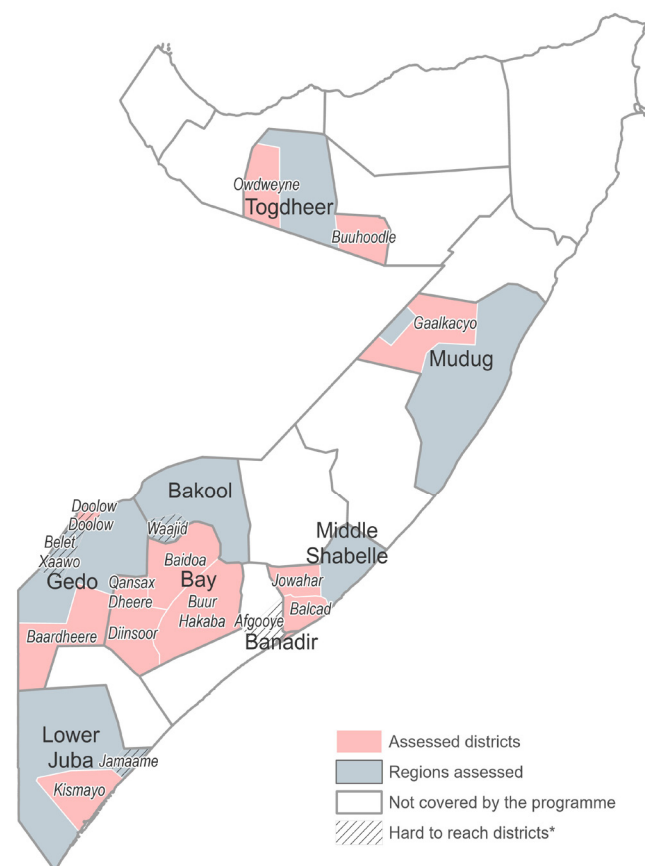 Owdweyne
Togdheer
Buuhoodle
Gaalkacyo
Mudug
Bakool
Doolow
Doolow
Waajid
Belet
Xaawo
Gedo
Baidoa
Qansax
Dheere
Bay
Buur
Hakaba
Baardheere
Diinsoor
Middle
Shabelle
Jowahar
Balcad
Afgooye
Banadir
Lower
Juba
Jamaame
Kismayo
Assessed districts
Regions assessed
Not covered by the programme
Hard to reach districts*